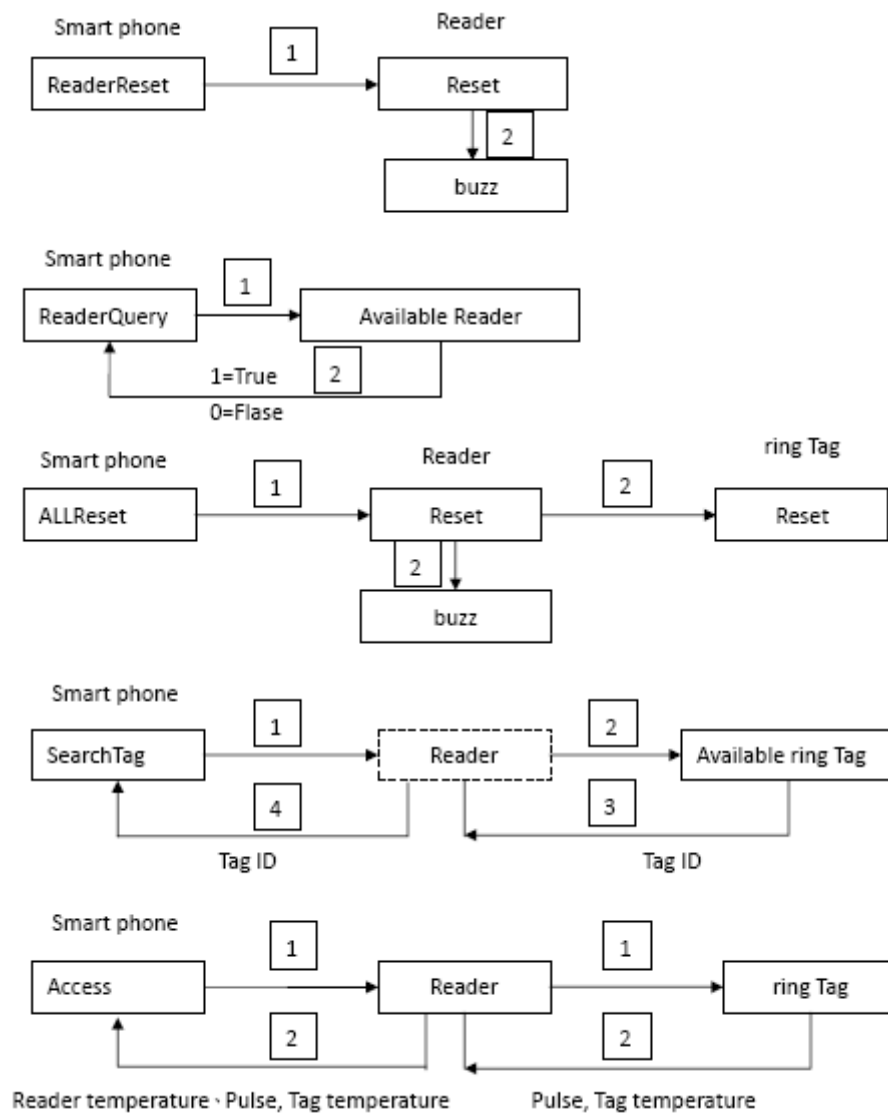 Smart phone
Reader
1
ReaderReset
Reset
2
buzz
Smart phone
1
ReaderQuery
Available Reader
1=True
2
0=Flase
Smart phone
Reader
ring Tag
1
2
ALLReset
Reset
Reset
2
buzz
Smart phone
1
2
SearchTag
Reader
Available ring Tag
4
3
Tag ID
Tag ID
Smart phone
1
1
Access
Reader
ring Tag
2
2
Reader temperature、Pulse, Tag temperature
Pulse, Tag temperature